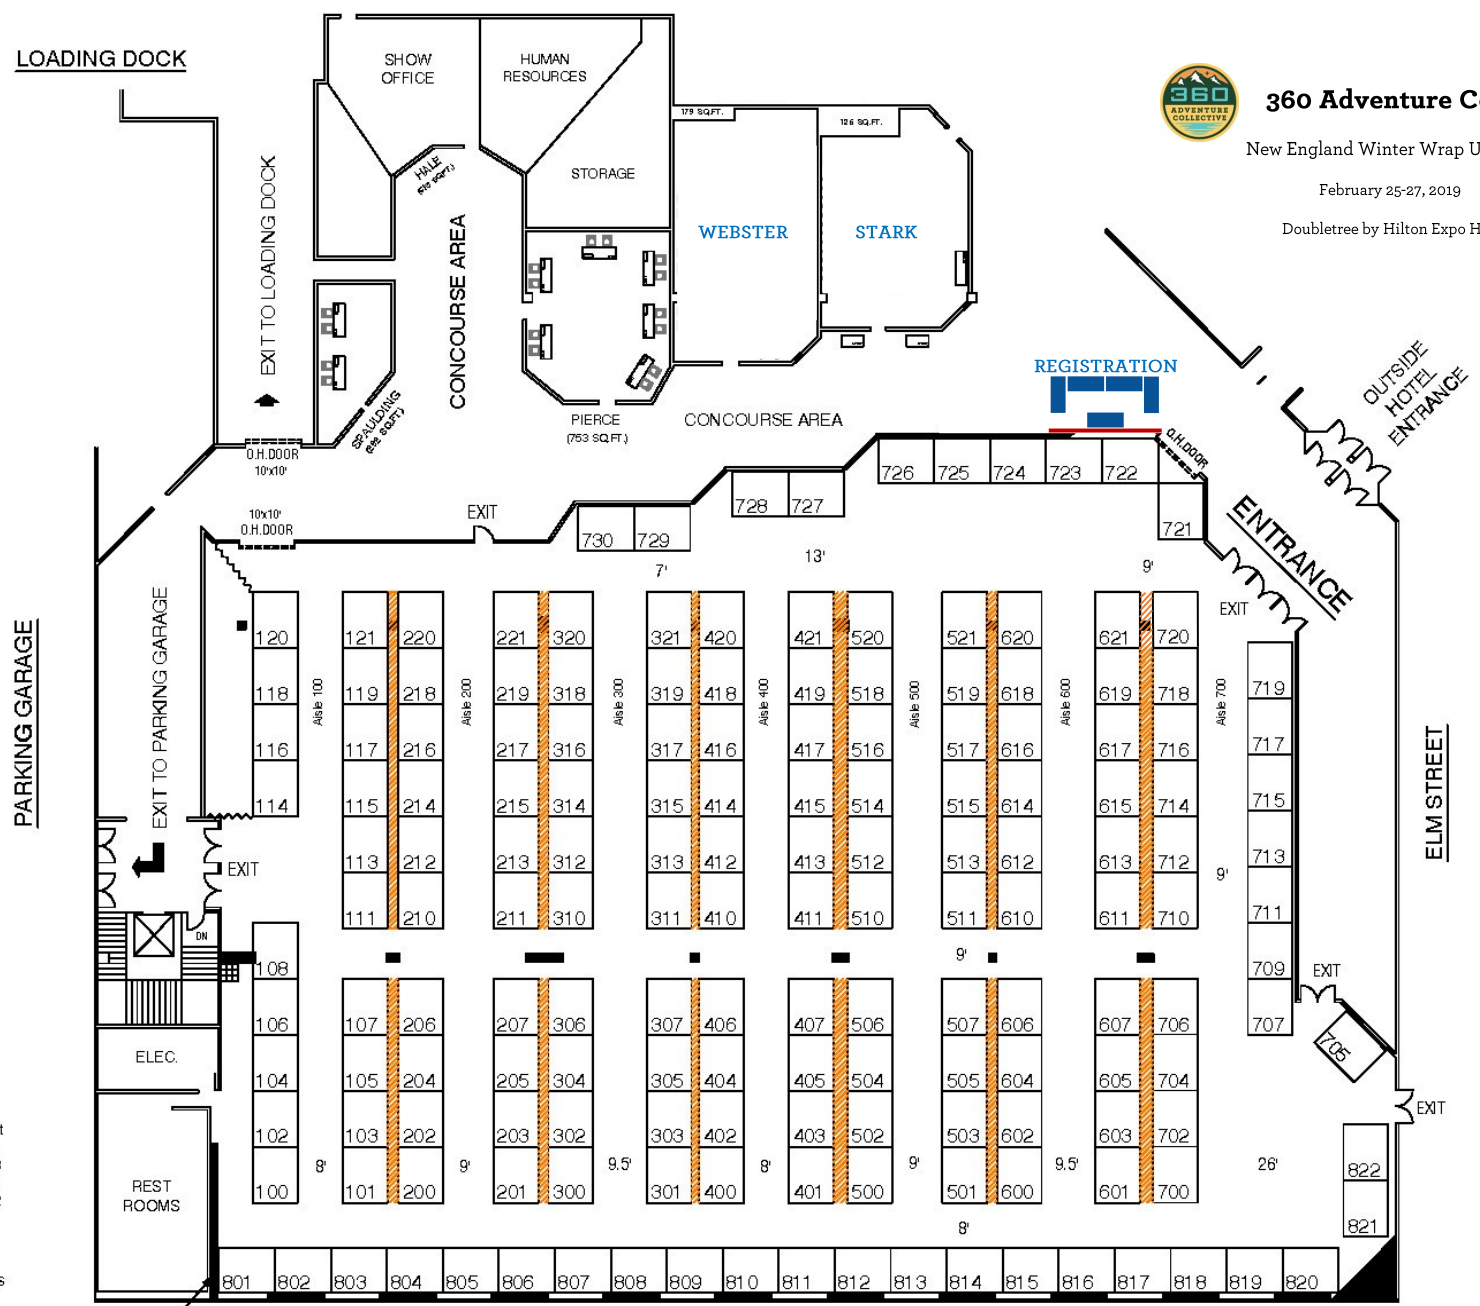 LOADING DOCK
SHOW
OFFICE
HUMAN
RESOURCES
STORAGE
179 SQ.FT.
126 SQ.FT.
360
ADVENTURE
COLLECTIVE
360 Adventure Co
New England Winter Wrap U
February 25-27, 2019
Doubletree by Hilton Expo H
HALE
EXIT TO LOADING DOCK
CONCOURSE AREA
WEBSTER
STARK
SPAULDING
PIERCE
(753 SQ.FT.)
CONCOURSE AREA
REGISTRATION
OUTSIDE
HOTEL
ENTRANCE
O.H.DOOR
10'x10'
10x10'
O.H.DOOR
EXIT
O.H.DOOR
ENTRANCE
EXIT
726 725 724 723 722
728 727
721
730 729
7'
13'
9'
PARKING GARAGE
EXIT TO PARKING GARAGE
ELM STREET
120 121 220 221 320 321 420 421 520 521 620 621 720
719
118 119 218 219 318 319 418 419 518 519 618 619 718
Aisle 100
Aisle 200
Aisle 300
Aisle 400
Aisle 500
Aisle 600
Aisle 700
717
116 117 216 217 316 317 416 417 516 517 616 617 716
715
114 115 214 215 314 315 414 415 514 515 614 615 714
713
113 212 213 312 313 412 413 512 513 612 613 712
EXIT
9'
711
111 210 211 310 311 410 411 510 511 610 611 710
DN
9'
108
709
EXIT
106 107 206 207 306 307 406 407 506 507 606 607 706
707
705
ELEC.
104 105 204 205 304 305 404 405 504 505 604 605 704
EXIT
102 103 202 203 302 303 402 403 502 503 602 603 702
8'
9'
9.5'
8'
9'
9.5'
26'
822
REST
ROOMS
100 101 200 201 300 301 400 401 500 501 600 601 700
821
8'
801 802 803 804 805 806 807 808 809 810 811 812 813 814 815 816 817 818 819 820